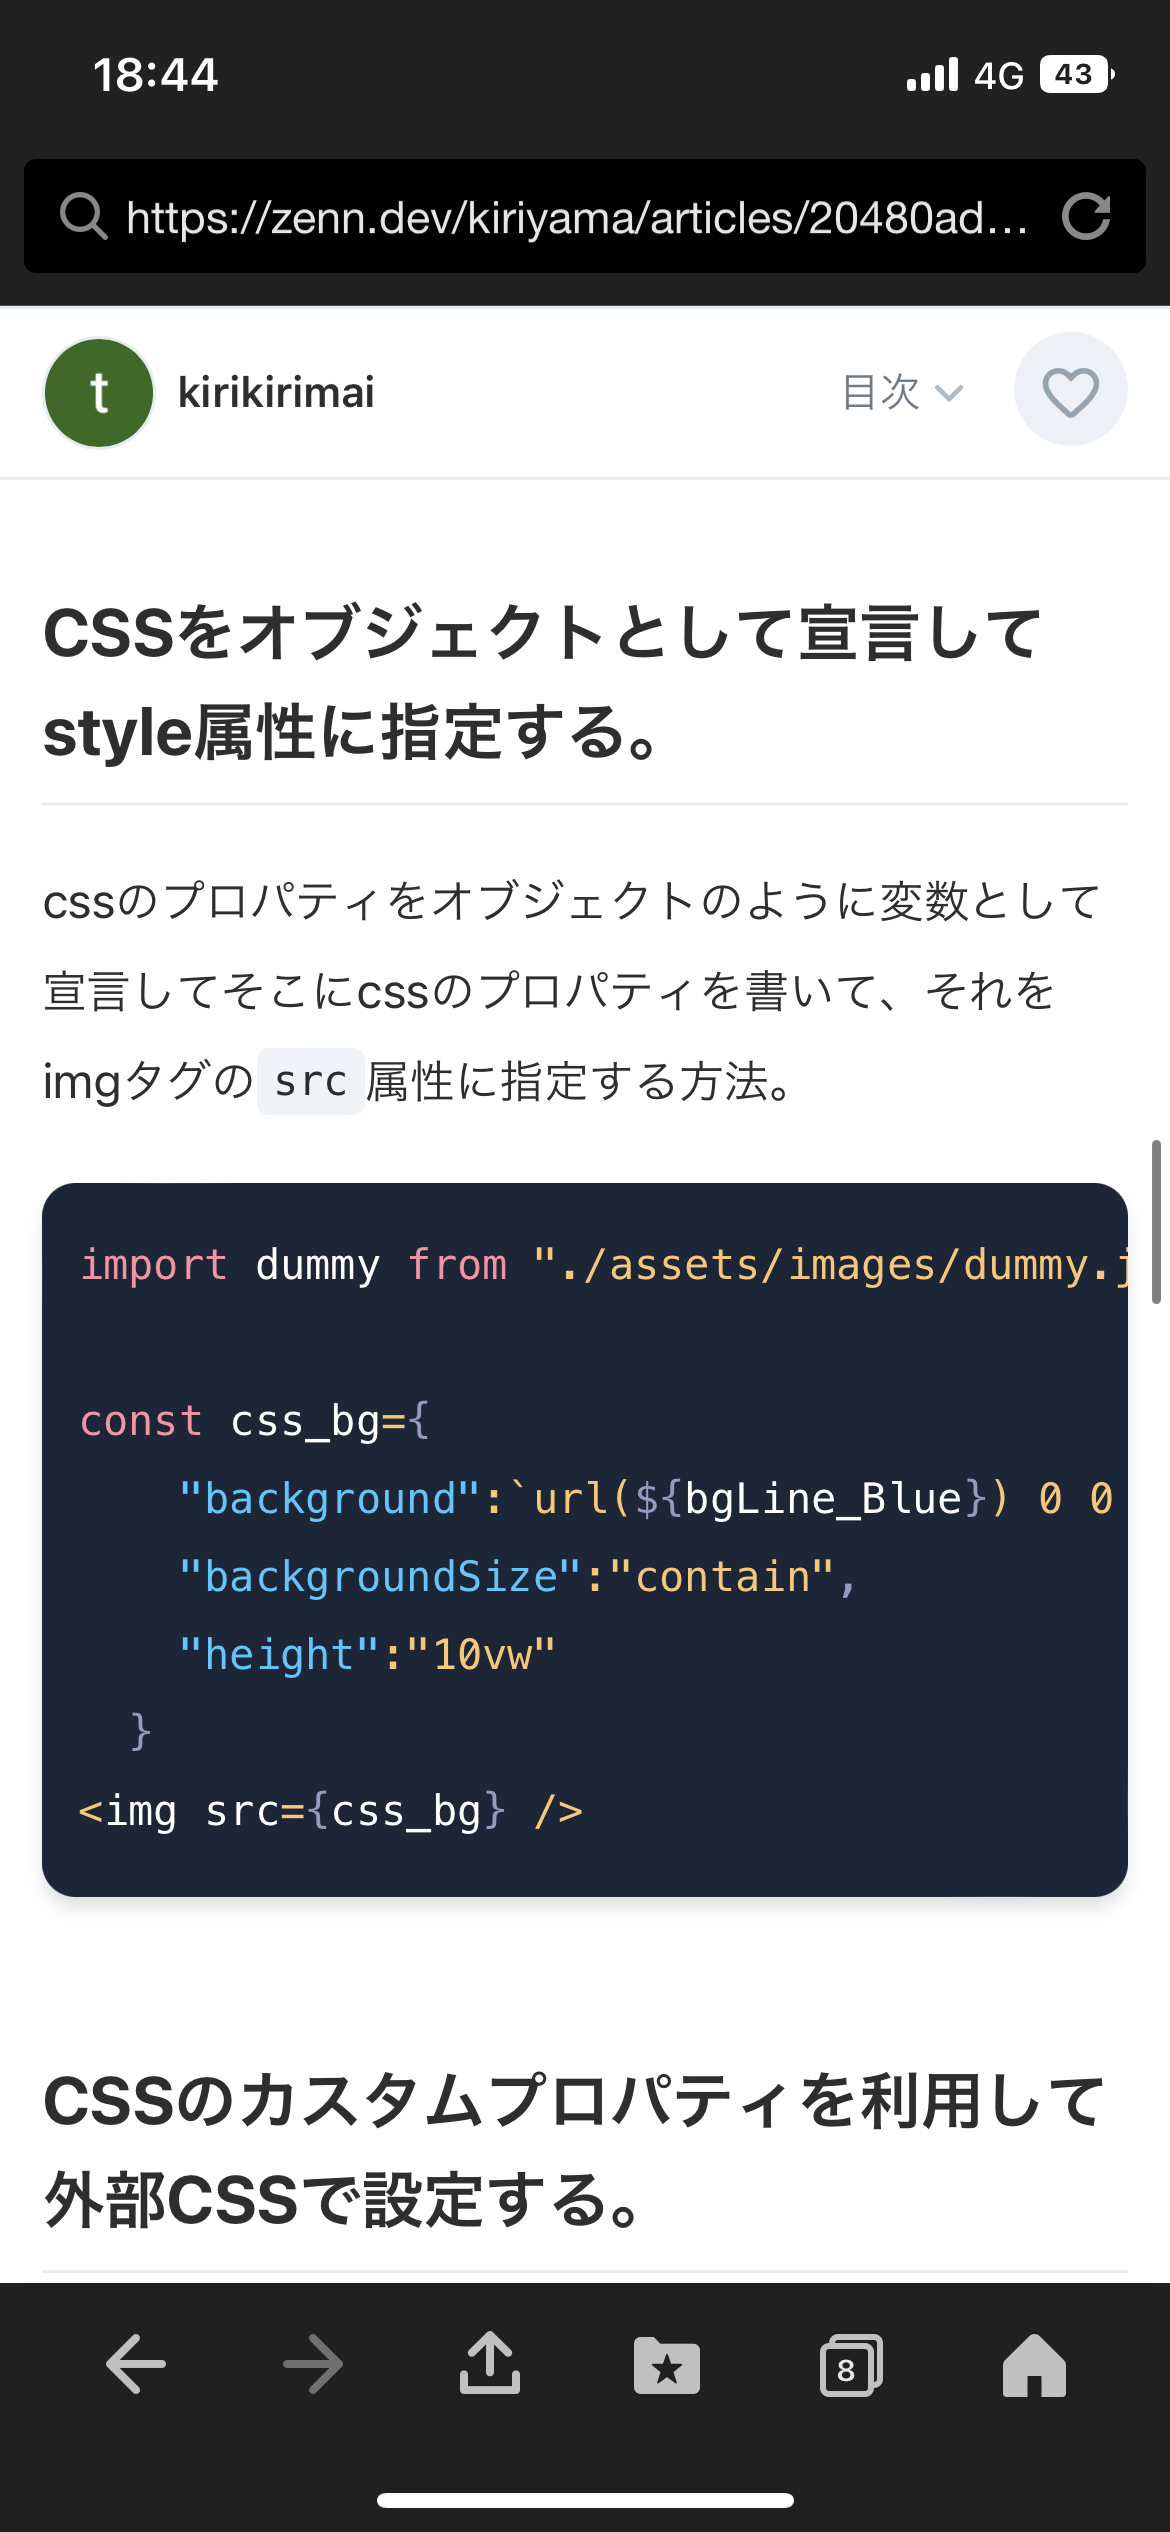 18:44
4G 43
https://zenn.dev/kiriyama/articles/20480ad...
t kirikirimai 目次
CSSをオブジェクトとして宣言して
style属性に指定する。
cssのプロパティをオブジェクトのように変数として
宣言してそこにcssのプロパティを書いて、それを
imgタグの src 属性に指定する方法。
import dummy from "./assets/images/dummy.j
const css_bg={
"background":`url(${bgLine_Blue}) 0 0
"backgroundSize":"contain",
"height":"10vw"
}
<img src={css_bg} />
CSSのカスタムプロパティを利用して
外部CSSで設定する。
8